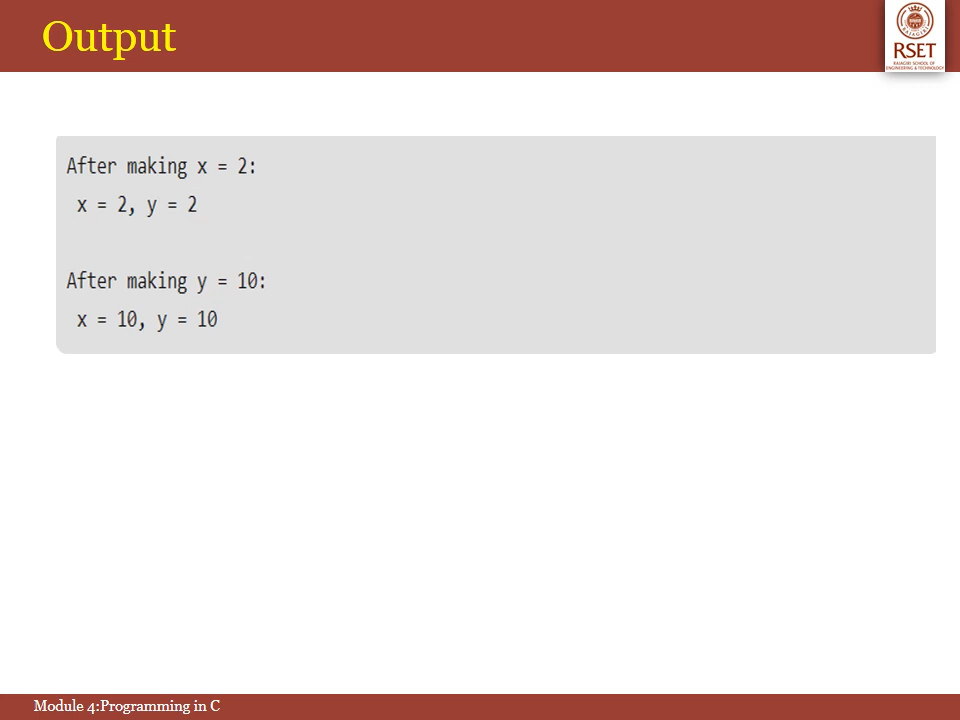 Output
RSET
RAJAGIRI SCHOOL OF
ENGINEERING & TECHNOLOGY
After making x = 2:
x = 2, y = 2
After making y = 10:
x = 10, y = 10
Module 4:Programming in C